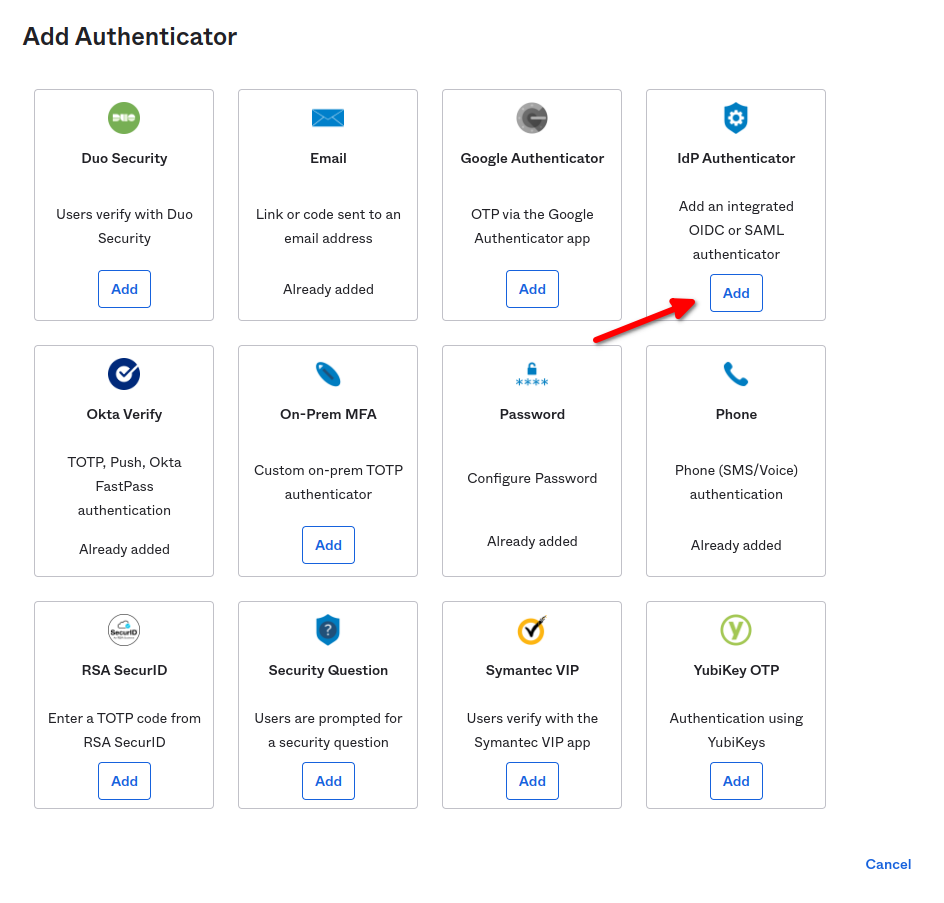 Add Authenticator
DUO
Duo Security
Users verify with Duo
Security
Add
Email
Link or code sent to an
email address
Already added
Google Authenticator
OTP via the Google
Authenticator app
Add
IdP Authenticator
Add an integrated
OIDC or SAML
authenticator
Add
Okta Verify
TOTP, Push, Okta
FastPass
authentication
Already added
On-Prem MFA
Custom on-prem TOTP
authenticator
Add
****
Password
Configure Password
Already added
Phone
Phone (SMS/Voice)
authentication
Already added
SecurID
RSA SecurID
Enter a TOTP code from
RSA SecurID
Add
?
Security Question
Users are prompted for
a security question
Add
Symantec VIP
Users verify with the
Symantec VIP app
Add
y
YubiKey OTP
Authentication using
YubiKeys
Add
Cancel